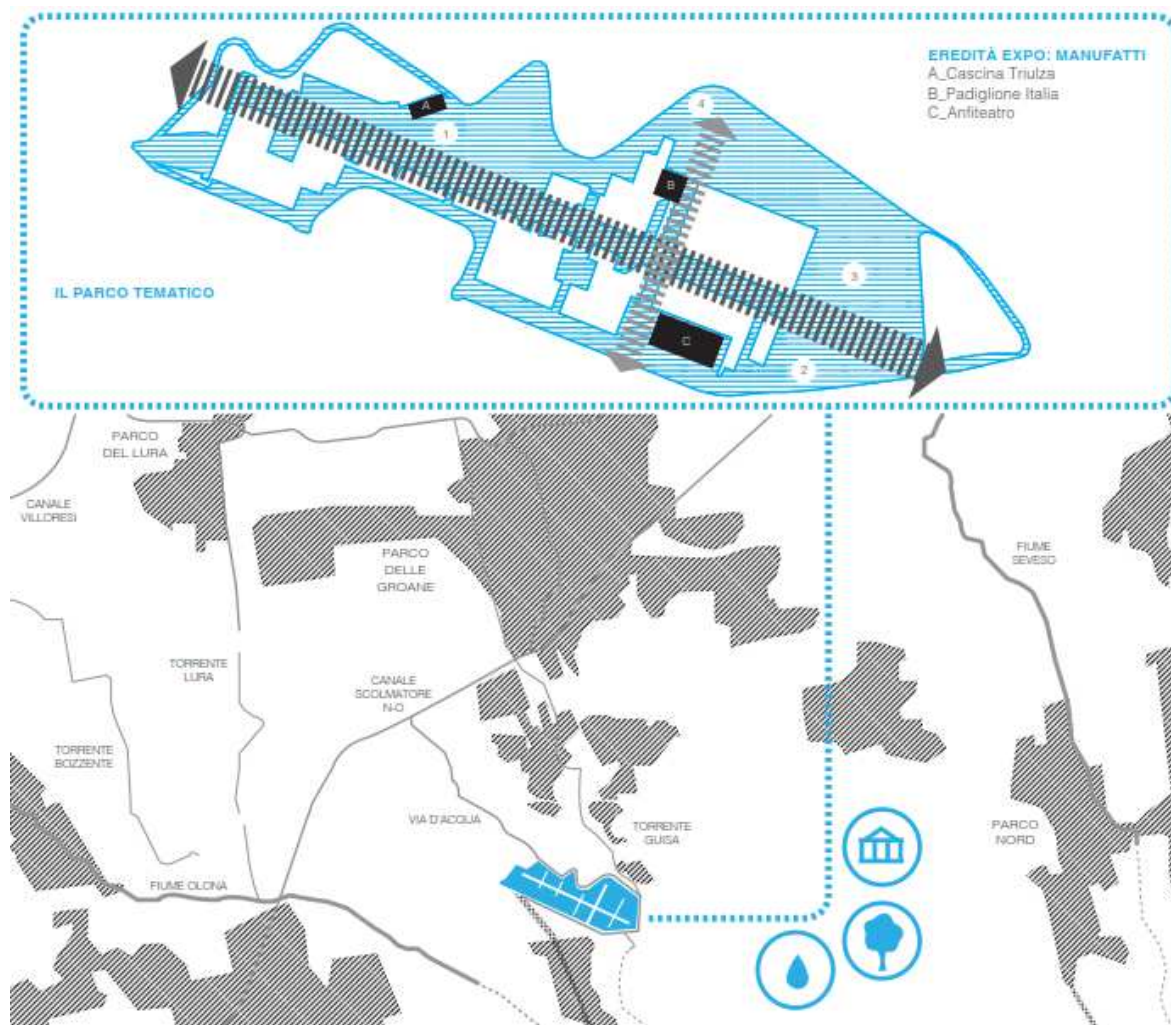 EREDITÀ EXPO: MANUFATTI
A_Cascina Triulza
B_Padiglione Italia
C_Anfiteatro
4
A
1
B
3
IL PARCO TEMATICO
C
2
PARCO
DEL LURA
CANALE
VILLORESI
PARCO
DELLE
GROANE
FIUME
SEVESO
TORRENTE
LURA
CANALE
SCOLMATORE
N-O
TORRENTE
BOZZENTE
VIA D'ACQUA
TORRENTE
GUISA
PARCO
NORD
FIUME OLONA